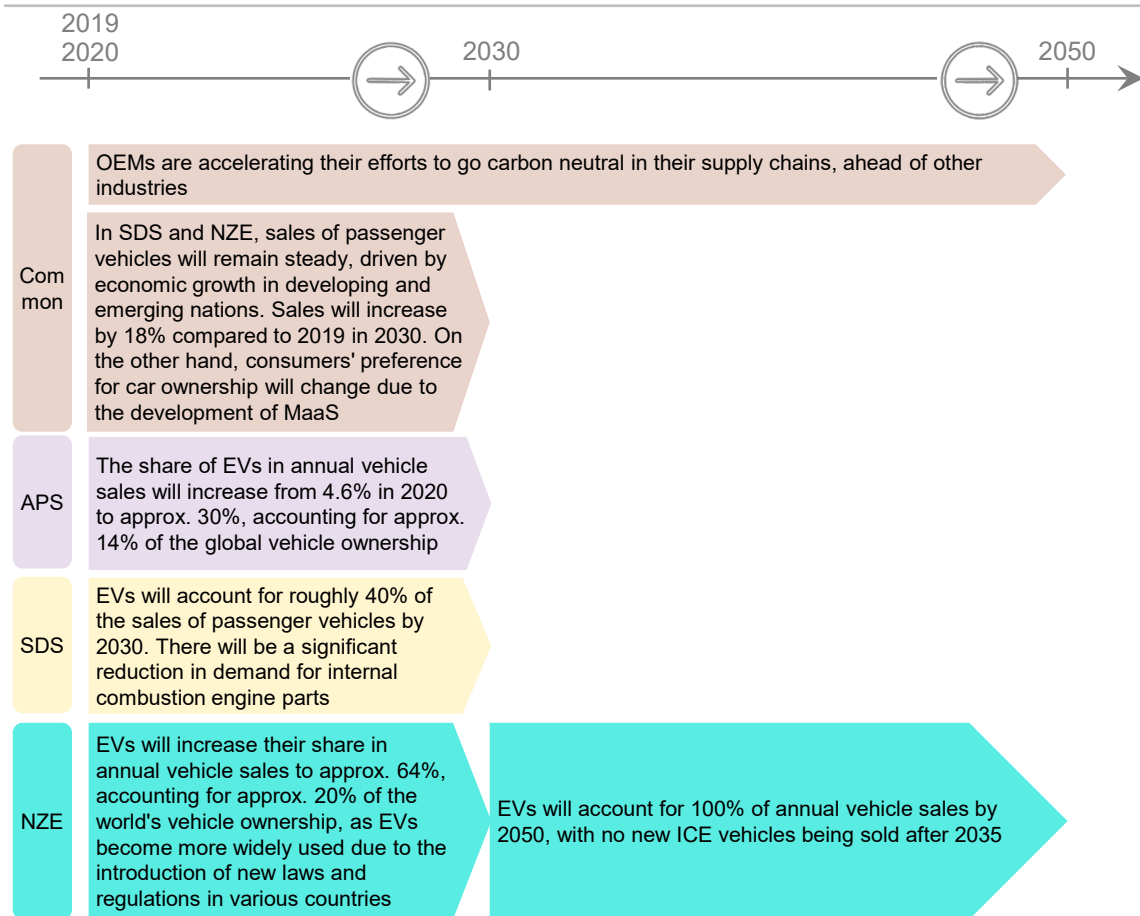 2019
2020
2030
2050
OEMs are accelerating their efforts to go carbon neutral in their supply chains, ahead of other
industries
Com
mon
In SDS and NZE, sales of passenger
vehicles will remain steady, driven by
economic growth in developing and
emerging nations. Sales will increase
by 18% compared to 2019 in 2030. On
the other hand, consumers' preference
for car ownership will change due to
the development of MaaS
APS
The share of EVs in annual vehicle
sales will increase from 4.6% in 2020
to approx. 30%, accounting for approx.
14% of the global vehicle ownership
SDS
EVs will account for roughly 40% of
the sales of passenger vehicles by
2030. There will be a significant
reduction in demand for internal
combustion engine parts
NZE
EVs will increase their share in
annual vehicle sales to approx. 64%,
accounting for approx. 20% of the
world's vehicle ownership, as EVs
become more widely used due to the
introduction of new laws and
regulations in various countries
EVs will account for 100% of annual vehicle sales by
2050, with no new ICE vehicles being sold after 2035